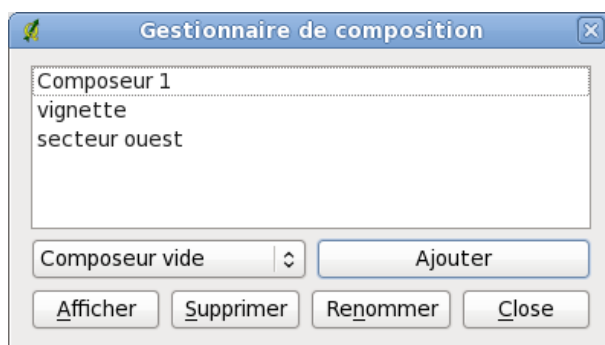 Gestionnaire de composition
Composeur 1
vignette
secteur ouest
Composeur vide Ajouter
Afficher Supprimer Renommer Close